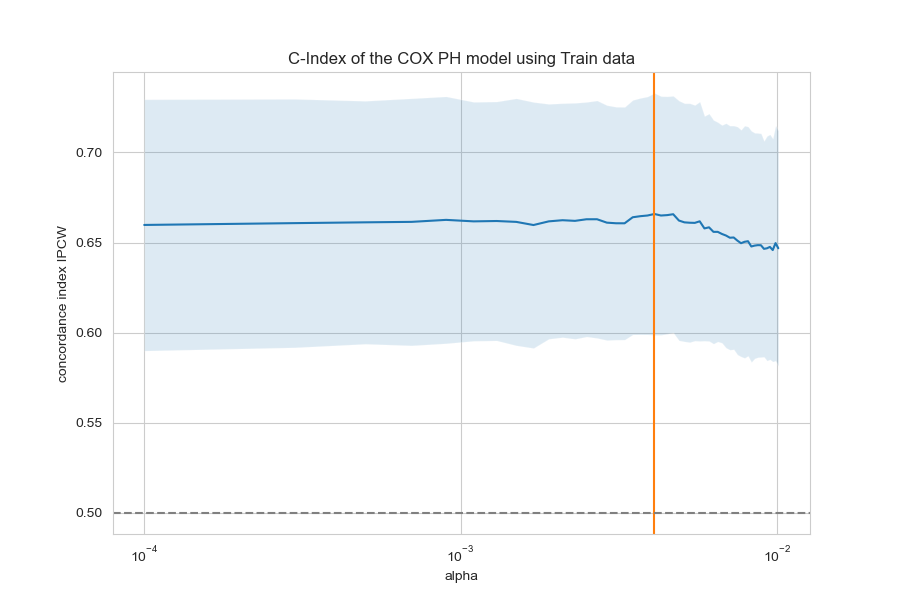 C-Index of the COX PH model using Train data
concordance index IPCW
0.70
0.65
0.60
0.55
0.50
10⁻⁴
10⁻³
10⁻²
alpha